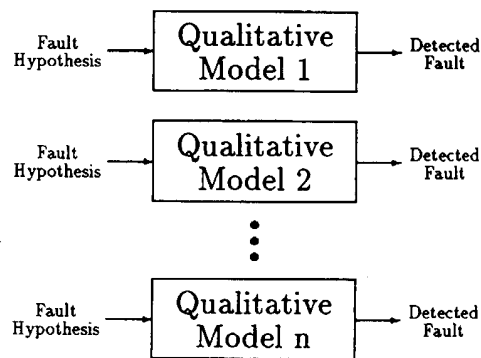 Fault
Hypothesis
Qualitative
Model 1
Detected
Fault
Fault
Hypothesis
Qualitative
Model 2
Detected
Fault
Fault
Hypothesis
Qualitative
Model n
Detected
Fault